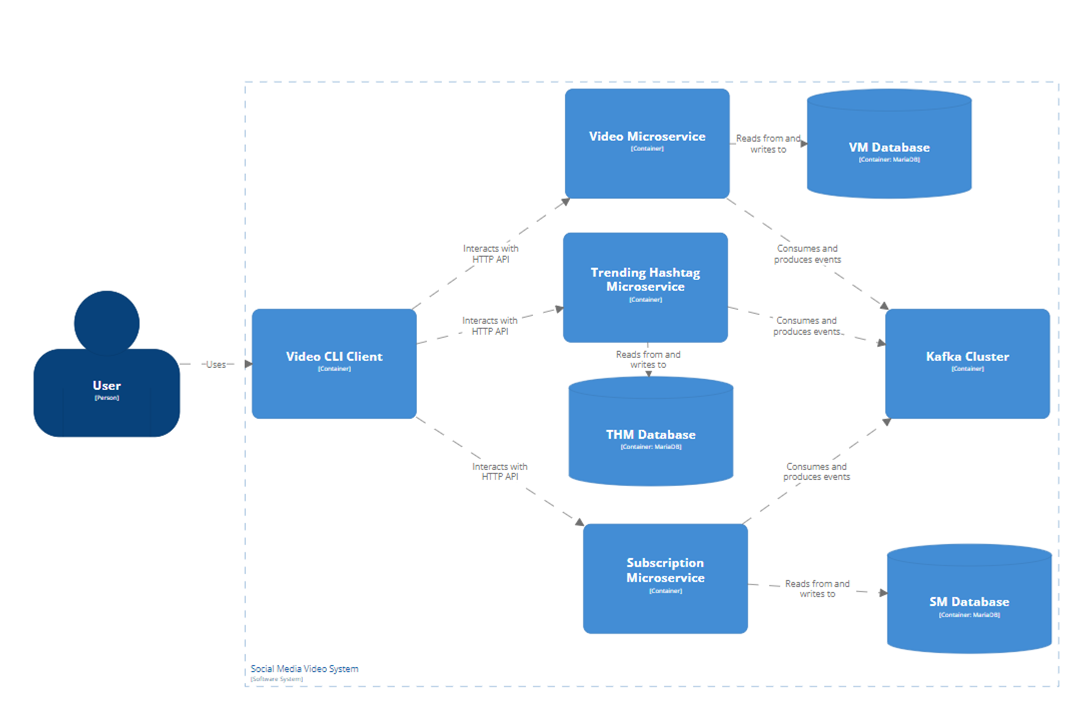 Video Microservice
[Container]
Reads from and
writes to
VM Database
[Container: MariaDB]
Interacts with
HTTP API
Consumes and
produces events
Trending Hashtag
Microservice
[Container]
Interacts with
HTTP API
Consumes and
produces events
User
[Person]
Uses
Video CLI Client
[Container]
Reads from and
writes to
Kafka Cluster
[Container]
THM Database
[Container: MariaDB]
Interacts with
HTTP API
Consumes and
produces events
Subscription
Microservice
[Container]
Reads from and
writes to
SM Database
[Container: MariaDB]
Social Media Video System
[Software System]